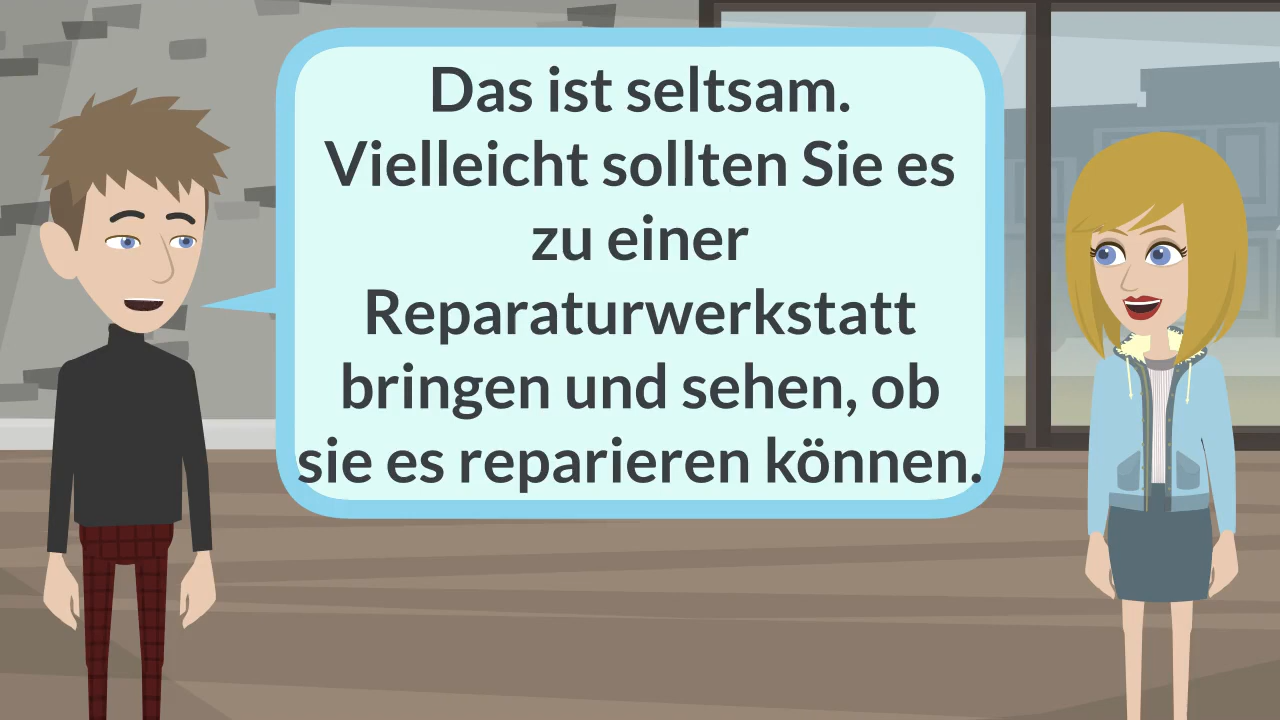 Das ist seltsam.
Vielleicht sollten Sie es
zu einer
Reparaturwerkstatt
bringen und sehen, ob
sie es reparieren können.